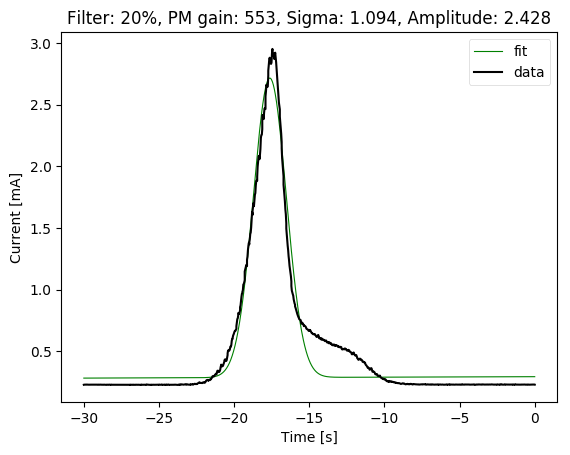 Filter: 20%, PM gain: 553, Sigma: 1.094, Amplitude: 2.428
fit
data
Current [mA]
3.0
2.5
2.0
1.5
1.0
0.5
−30
−25
−20
−15
−10
−5
0
Time [s]